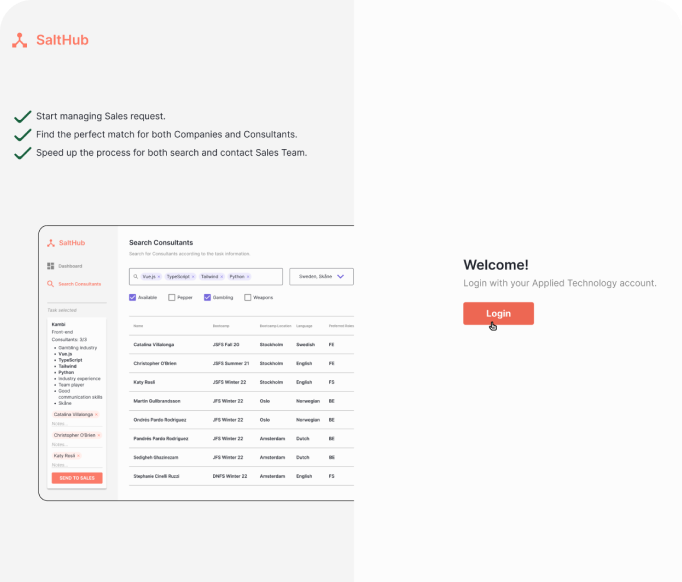 SaltHub
Start managing Sales request.
Find the perfect match for both Companies and Consultants.
Speed up the process for both search and contact Sales Team.
SaltHub
Dashboard
Search Consultants
Task selected
Kambi
Front-end
Consultants: 3/3
Gambling industry
Vue.js
TypeScript
Tailwind
Python
Industry experience
Team player
Good
communication skills
Skåne
Catalina Villalonga ×
Notes...
Christopher O'Brien ×
Notes...
Katy Rosli ×
Notes...
SEND TO SALES
Search Consultants
Search for Consultants according to the task information.
Vue.js × TypeScript × Tailwind × Python ×
Sweden, Skåne
Available Pepper Gambling Weapons
Name Bootcamp Bootcamp Location Language Preferred Roles
Catalina Villalonga JSFS Fall 20 Stockholm Swedish FE
Christopher O'Brien JSFS Summer 21 Stockholm English FE
Katy Rosli JSFS Winter 22 Stockholm English FS
Martin Gulbrandssen JFS Winter 22 Oslo Norwegian BE
Ondrés Pardo Rodriguez JFS Winter 22 Oslo Norwegian BE
Pandrés Pardo Rodriguez JFS Winter 22 Amsterdam Dutch BE
Sedigheh Ghazinezam JFS Winter 22 Amsterdam Dutch BE
Stephanie Cinelli Ruzzi DNFS Winter 22 Amsterdam English FS
Welcome!
Login with your Applied Technology account.
Login